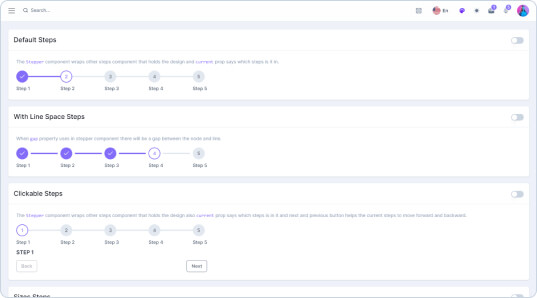 Search...
En
Default Steps
The Stepper component wraps other steps component that holds the design and current prop says which steps is it in.
2 3 4 5
Step 1 Step 2 Step 3 Step 4 Step 5
With Line Space Steps
When gap property uses in stepper component there will be a gap between the node and line
4 5
Step 1 Step 2 Step 3 Step 4 Step 5
Clickable Steps
The Stepper component wraps other steps component that holds the design also current prop says which steps is in it and next and previous button helps the current steps to move forward and backward.
1 2 3 4 5
Step 1 Step 2 Step 3 Step 4 Step 5
STEP 1
Back Next
Sizes Steps